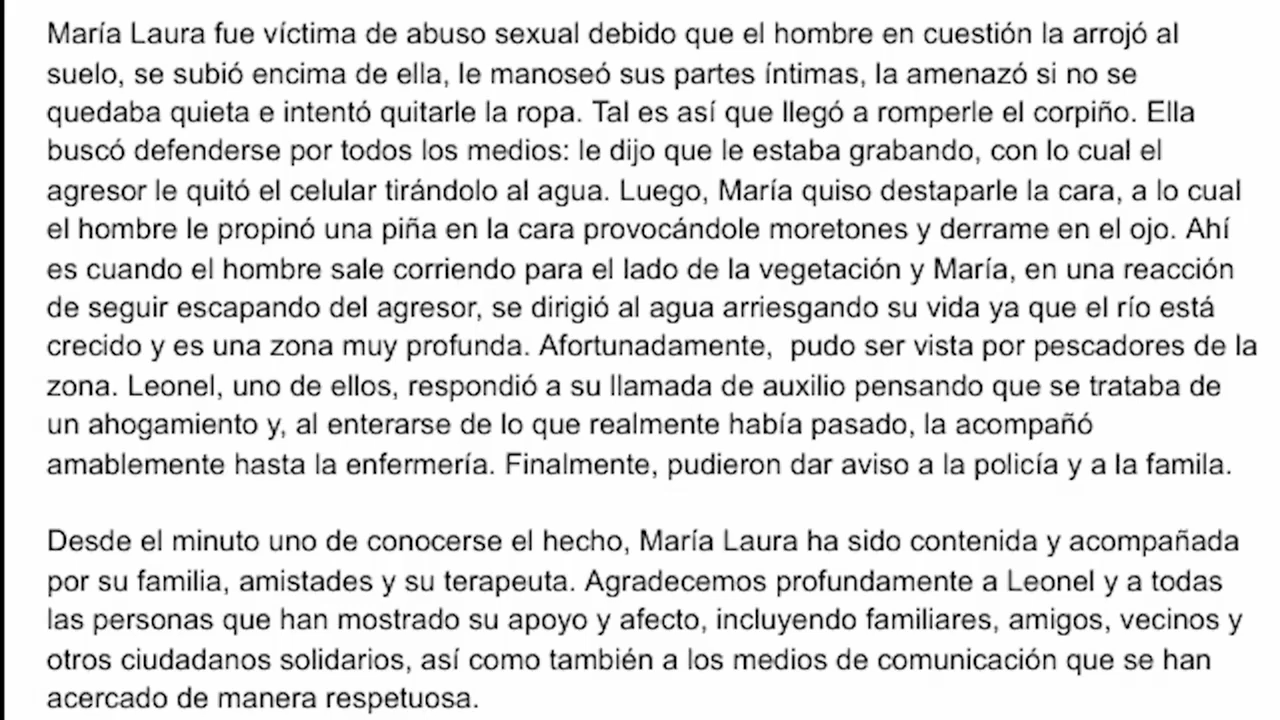 María Laura fue víctima de abuso sexual debido que el hombre en cuestión la arrojó al
suelo, se subió encima de ella, le manoseó sus partes íntimas, la amenazó si no se
quedaba quieta e intentó quitarle la ropa. Tal es así que llegó a romperle el corpiño. Ella
buscó defenderse por todos los medios: le dijo que le estaba grabando, con lo cual el
agresor le quitó el celular tirándolo al agua. Luego, María quiso destaparle la cara, a lo cual
el hombre le propinó una piña en la cara provocándole moretones y derrame en el ojo. Ahí
es cuando el hombre sale corriendo para el lado de la vegetación y María, en una reacción
de seguir escapando del agresor, se dirigió al agua arriesgando su vida ya que el río está
crecido y es una zona muy profunda. Afortunadamente,  pudo ser vista por pescadores de la
zona. Leonel, uno de ellos, respondió a su llamada de auxilio pensando que se trataba de
un ahogamiento y, al enterarse de lo que realmente había pasado, la acompañó
amablemente hasta la enfermería. Finalmente, pudieron dar aviso a la policía y a la famila.
Desde el minuto uno de conocerse el hecho, María Laura ha sido contenida y acompañada
por su familia, amistades y su terapeuta. Agradecemos profundamente a Leonel y a todas
las personas que han mostrado su apoyo y afecto, incluyendo familiares, amigos, vecinos y
otros ciudadanos solidarios, así como también a los medios de comunicación que se han
acercado de manera respetuosa.